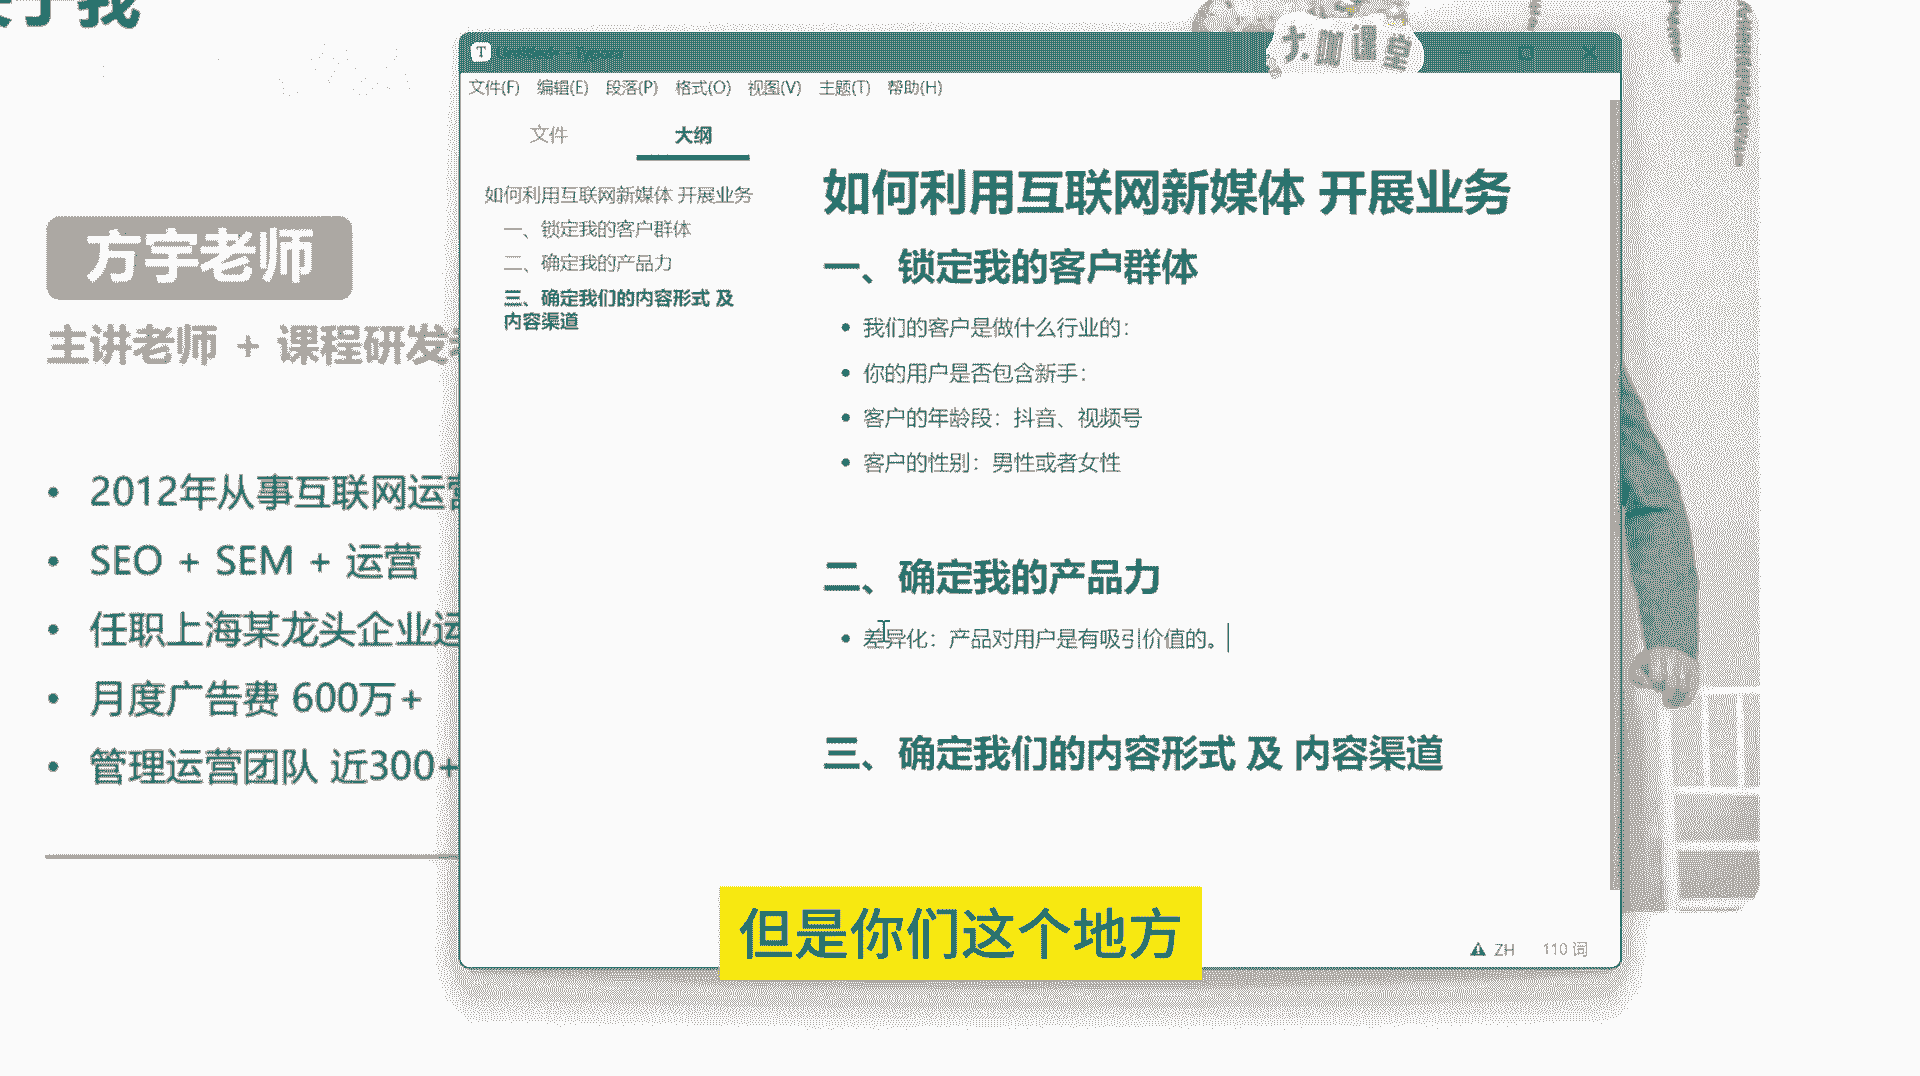 方宇老师
主讲老师 + 课程研发
2012年从事互联网运营
SEO + SEM + 运营
任职上海某龙头企业运
月度广告费 600万+
管理运营团队 近300+
大咖课堂
文件(F) 编辑(E) 段落(P) 格式(O) 视图(V) 主题(T) 帮助(H)
文件 大纲
如何利用互联网新媒体 开展业务
一、锁定我的客户群体
二、确定我的产品力
三、确定我们的内容形式 及
内容渠道
如何利用互联网新媒体 开展业务
一、锁定我的客户群体
我们的客户是做什么行业的：
你的用户是否包含新手：
客户的年龄段：抖音、视频号
客户的性别：男性或者女性
二、确定我的产品力
差异化：产品对用户是有吸引价值的。
三、确定我们的内容形式 及 内容渠道
ZH 110 词
但是你们这个地方